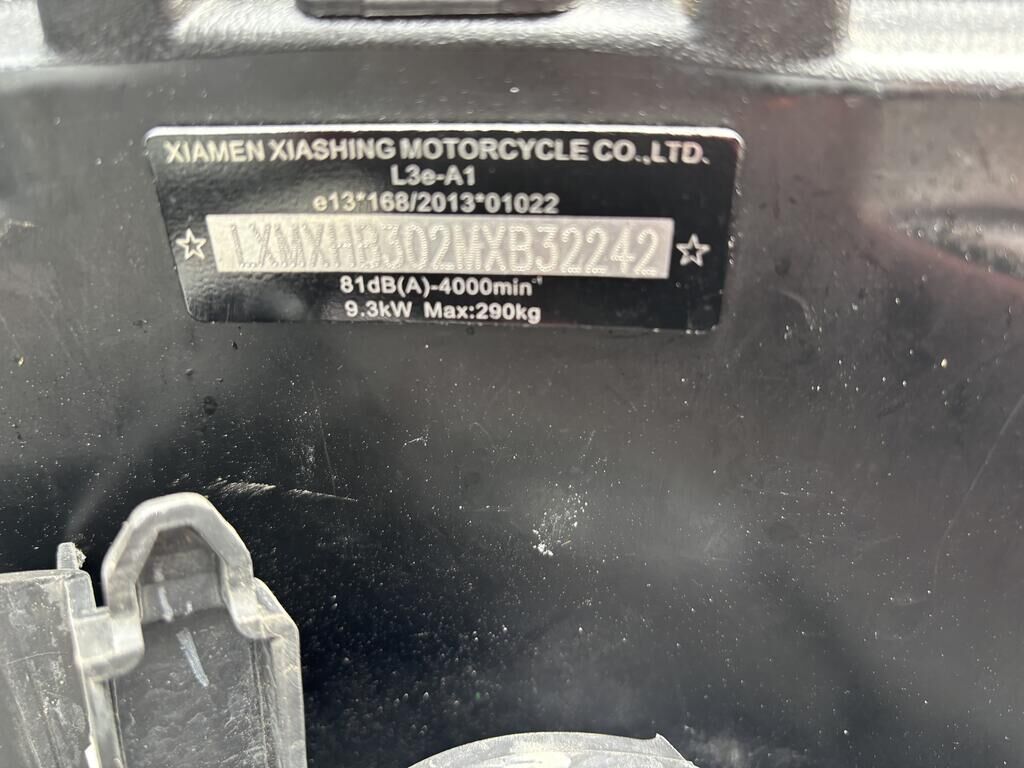 XIAMEN XIASHING MOTORCYCLE CO.,LTD.
L3e-A1
e13*168/2013*01022
☆ LXMXHB302MXB32242 ☆
81dB(A)-4000min⁻¹
9.3kW Max:290kg